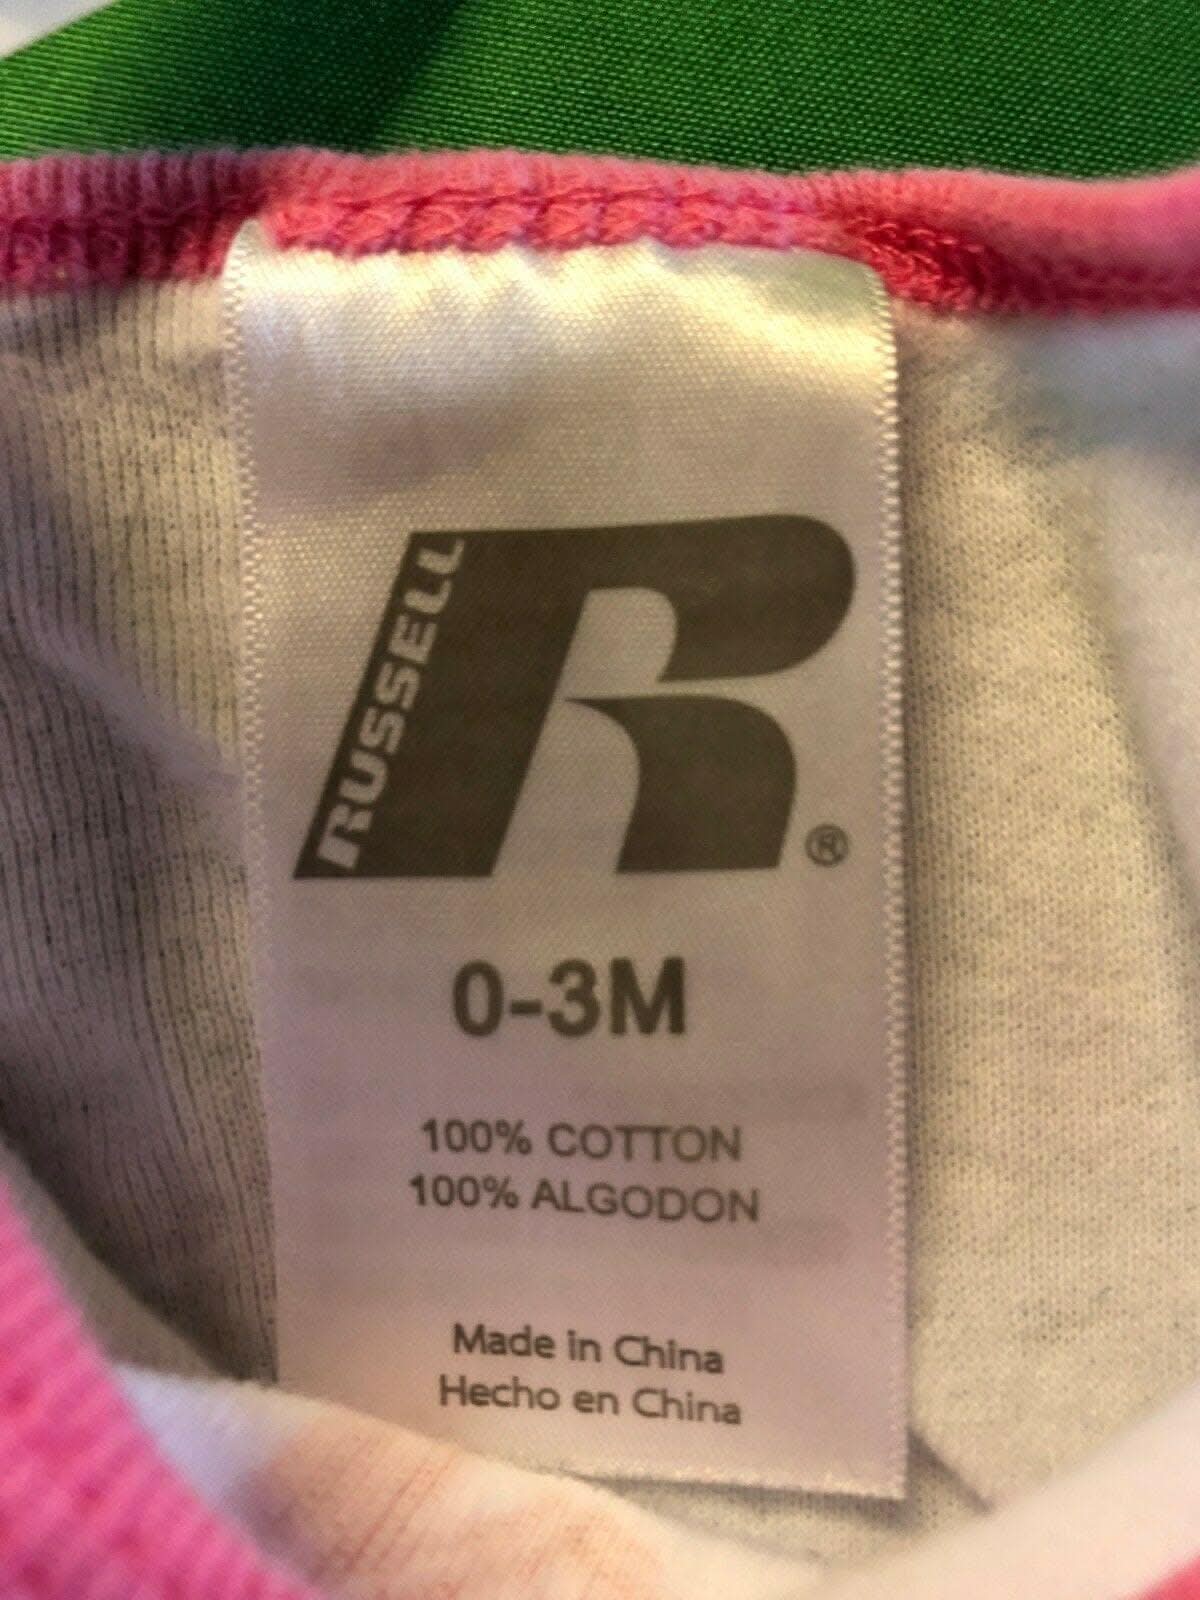 RUSSELL
R®
0-3M
100% COTTON
100% ALGODON
Made in China
Hecho en China